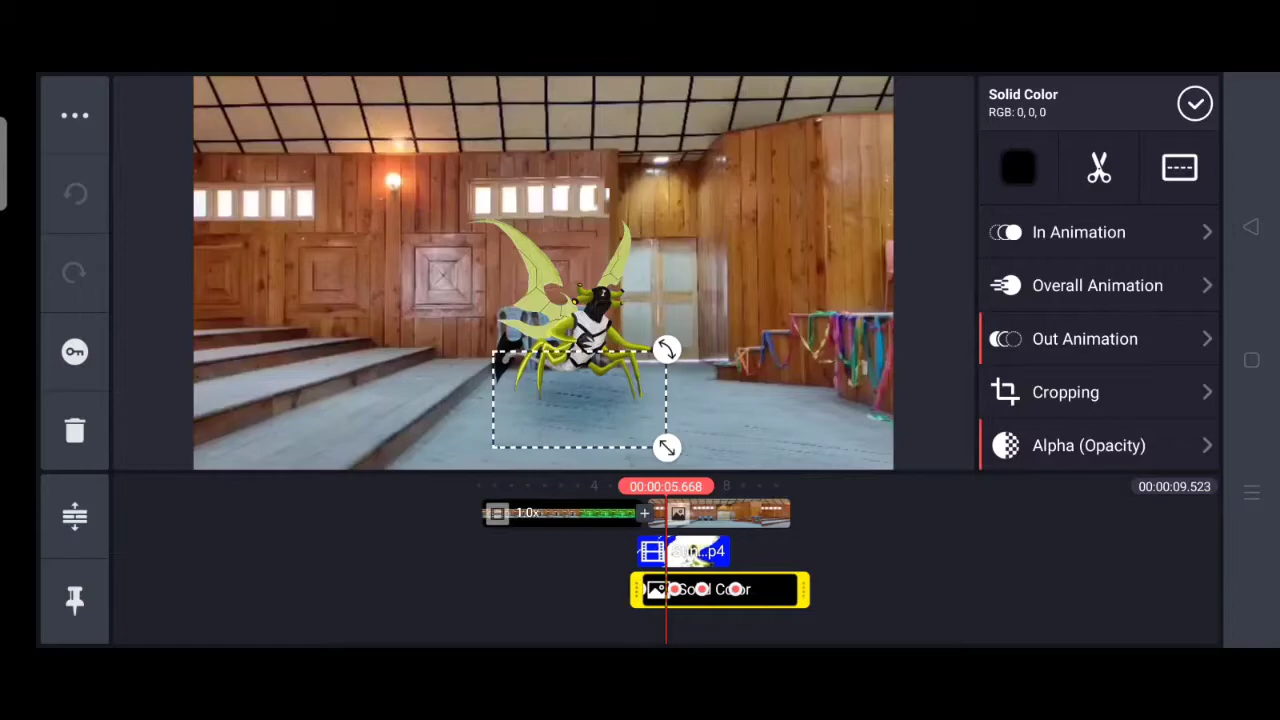 Solid Color
RGB: 0, 0, 0
In Animation
Overall Animation
Out Animation
Cropping
Alpha (Opacity)
4
00:00:05.668
8
00:00:09.523
1.0x
p4
Solid Color